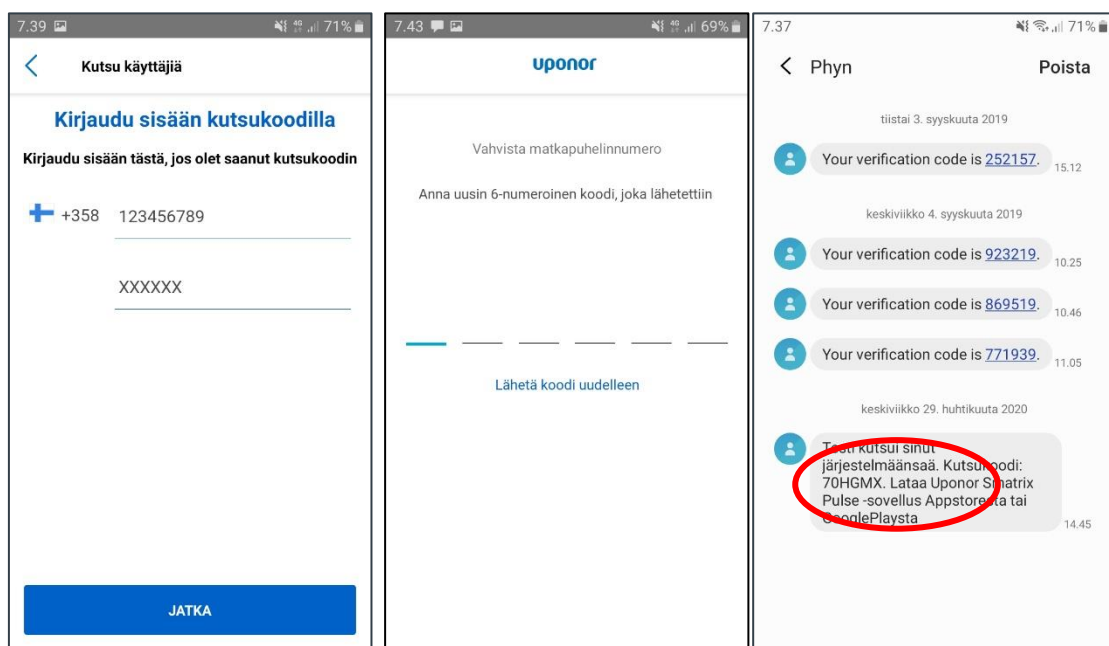 7.39 71%
Kutsu käyttäjiä
Kirjaudu sisään kutsukoodilla
Kirjaudu sisään tästä, jos olet saanut kutsukoodin
+358 123456789
XXXXXX
JATKA
7.43 69%
uponor
Vahvista matkapuhelinnumero
Anna uusin 6-numeroinen koodi, joka lähetettiin
Lähetä koodi uudelleen
7.37 71%
Phyn Poista
tiistai 3. syyskuuta 2019
Your verification code is 252157. 15.12
keskiviikko 4. syyskuuta 2019
Your verification code is 923219. 10.25
Your verification code is 869519. 10.46
Your verification code is 771939. 11.05
keskiviikko 29. huhtikuuta 2020
Testi kutsui sinut
järjestelmäänsaä. Kutsukoodi:
70HGMX. Lataa Uponor Smatrix
Pulse -sovellus Appstoresta tai
GooglePlaysta
14.45